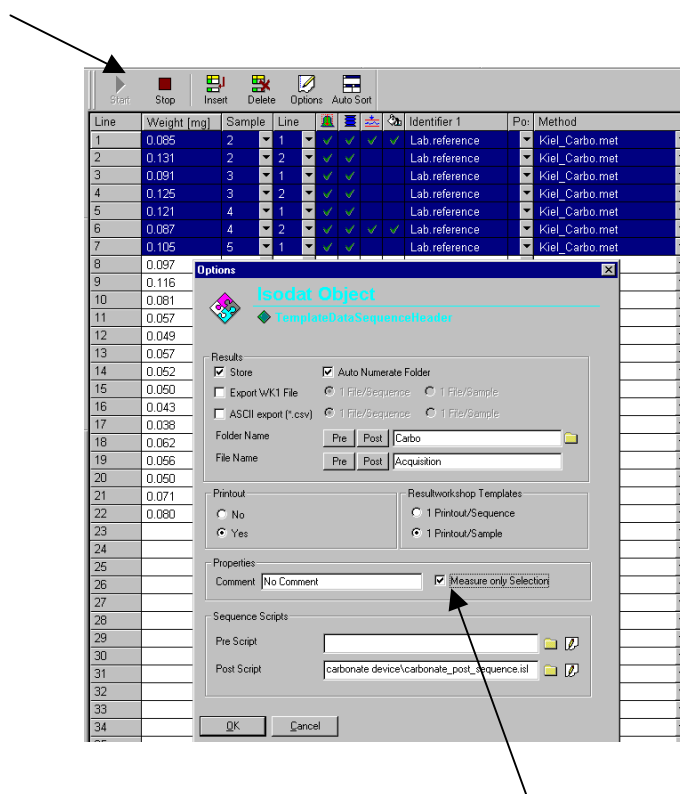 Start Stop Insert Delete Options Auto Sort
Line Weight [mg] Sample Line Identifier 1 Po: Method
1 0.085 2 1 Lab.reference Kiel_Carbo.met
2 0.131 2 2 Lab.reference Kiel_Carbo.met
3 0.091 3 1 Lab.reference Kiel_Carbo.met
4 0.125 3 2 Lab.reference Kiel_Carbo.met
5 0.121 4 1 Lab.reference Kiel_Carbo.met
6 0.087 4 2 Lab.reference Kiel_Carbo.met
7 0.105 5 1 Lab.reference Kiel_Carbo.met
8 0.097
9 0.116
10 0.081
11 0.057
12 0.049
13 0.057
14 0.052
15 0.050
16 0.043
17 0.038
18 0.062
19 0.056
20 0.050
21 0.071
22 0.080
23
24
25
26
27
28
29
30
31
32
33
34
Options
Isodat Object
TemplateDataSequenceHeader
Results
Store Auto Numerate Folder
Export WK1 File 1 File/Sequence 1 File/Sample
ASCII export (*.csv) 1 File/Sequence 1 File/Sample
Folder Name Pre Post Carbo
File Name Pre Post Acquisition
Printout
No
Yes
Resultworkshop Templates
1 Printout/Sequence
1 Printout/Sample
Properties
Comment No Comment Measure only Selection
Sequence Scripts
Pre Script
Post Script carbonate device\carbonate_post_sequence.isl
OK Cancel